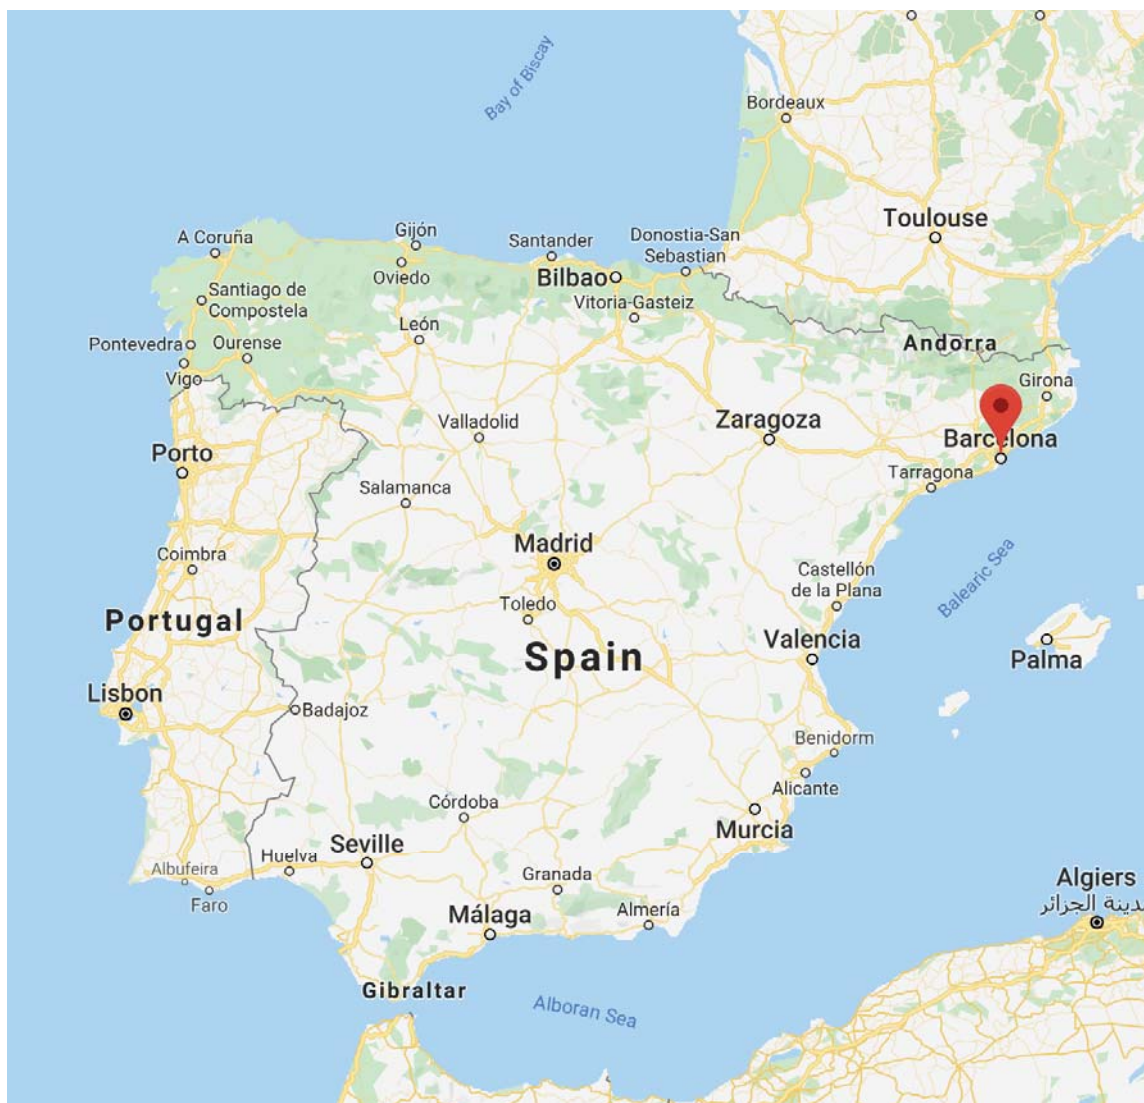 Bay of Biscay
Bordeaux
Toulouse
A Coruña
Gijón
Santander
Donostia-San
Sebastian
Oviedo
Bilbao
Santiago de
Compostela
Vitoria-Gasteiz
León
Pontevedra
Ourense
Andorra
Vigo
Girona
Valladolid
Zaragoza
Barcelona
Porto
Tarragona
Salamanca
Madrid
Coimbra
Castellón
de la Plana
Balearic Sea
Toledo
Portugal
Valencia
Spain
Palma
Lisbon
Badajoz
Benidorm
Alicante
Córdoba
Murcia
Seville
Huelva
Albufeira
Granada
Algiers
Faro
Málaga
Almería
دينة الجزائر
Gibraltar
Alboran Sea